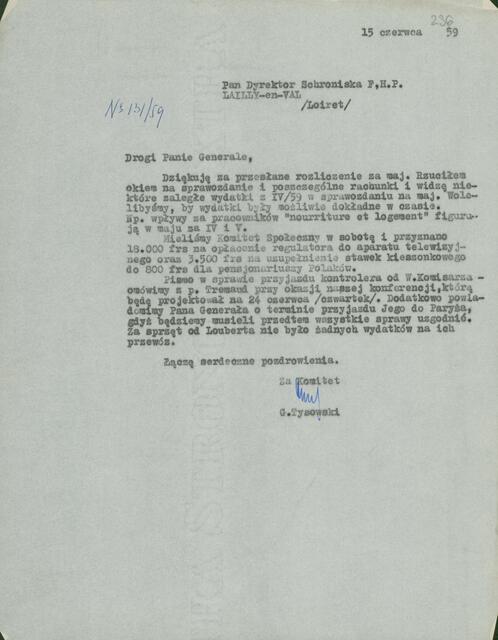 236
15 czerwca 59
Pan Dyrektor Schroniska F.H.P.
LAILLY-en-VAL
/Loiret/
Nś 131/59
Drogi Panie Generale,
Dziękuję za przesłane rozliczenie za maj. Rzuciłem
okiem na sprawozdanie i poszczególne rachunki i widzę nie-
które zaległe wydatki z IV/59 w sprawozdaniu na maj. Wole-
libyśmy, by wydatki były możliwie dokładne w czasie.
Np. wpływy za pracowników "nourriture et logement" figuru-
ją w maju za IV i V.
Mieliśmy Komitet Społeczny w sobotę i przyznano
18.000 frs na opłacenie regulatora do aparatu telewizyj-
nego oraz 3.500 frs na uzupełnienie stawek kieszonkowego
do 800 frs dla pensjonariuszy Polaków.
Pismo w sprawie przyjazdu kontrolera od W.Komisarza -
omówimy z p. Tremami przy okazji naszej konferencji,którą
będę projektował na 24 czerwca /czwartek/. Dodatkowo powia-
domimy Pana Generała o terminie przyjazdu Jego do Paryża,
gdyż będziemy musieli przedtem wszystkie sprawy uzgodnić.
Za sprzęt od Louberta nie było żadnych wydatków na ich
przewóz.
Łączę serdeczne pozdrowienia.
Za Komitet
G.Tysowski